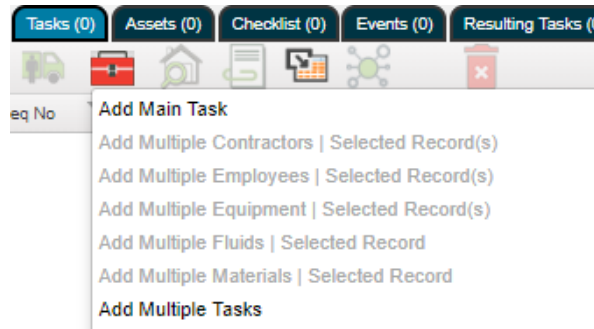 Tasks (0) Assets (0) Checklist (0) Events (0) Resulting Tasks (
eq No
Add Main Task
Add Multiple Contractors | Selected Record(s)
Add Multiple Employees | Selected Record(s)
Add Multiple Equipment | Selected Record(s)
Add Multiple Fluids | Selected Record
Add Multiple Materials | Selected Record
Add Multiple Tasks